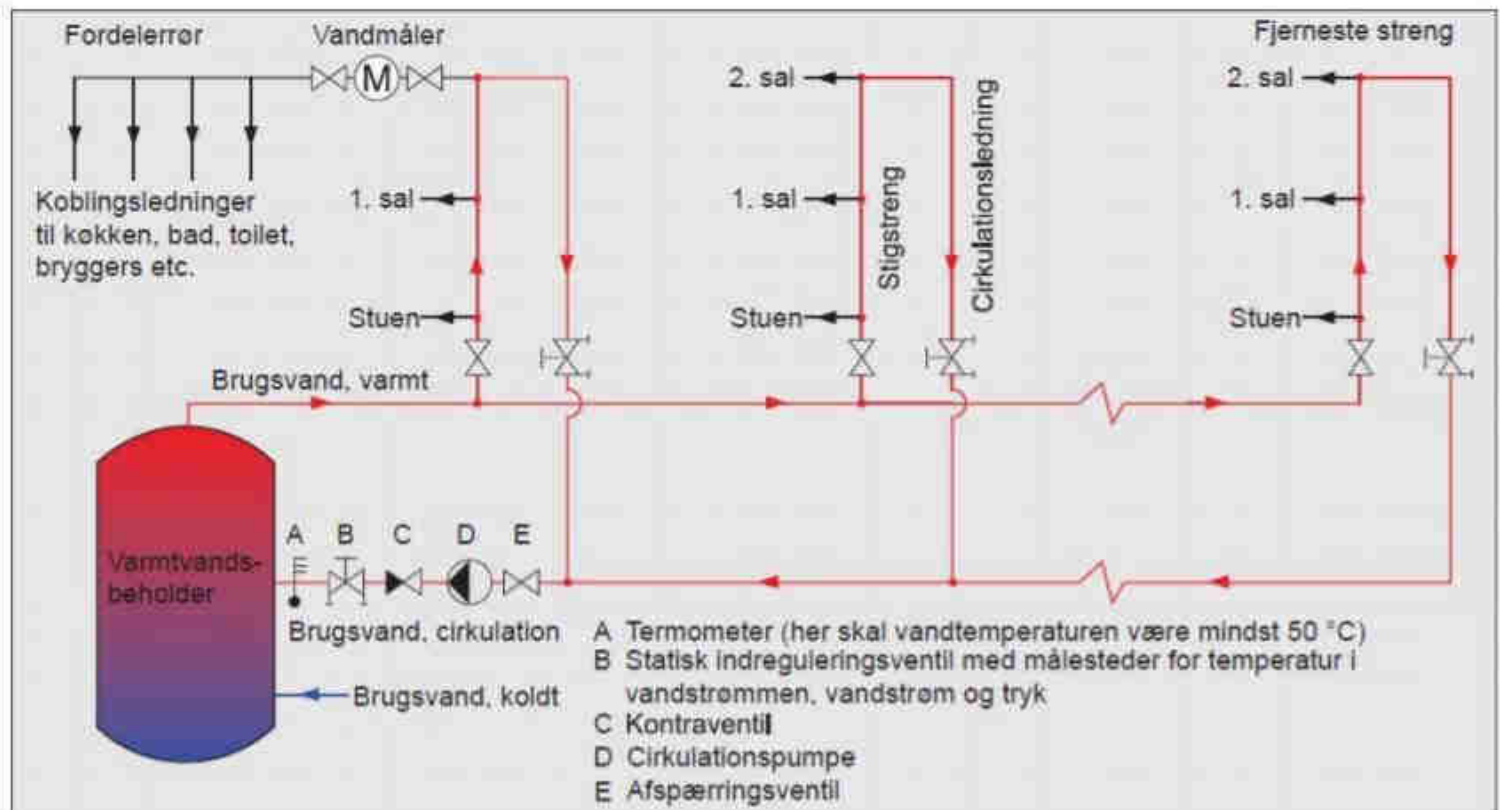 Fordelerrør
Vandmåler
Fjerneste streng
M
2. sal
2. sal
Koblingsledninger
til køkken, bad, toilet,
bryggers etc.
1. sal
1. sal
1. sal
Stigstreng
Cirkulationsledning
Stuen
Stuen
Stuen
Brugsvand, varmt
Varmtvands-
beholder
A B C D E
Brugsvand, cirkulation
Brugsvand, koldt
A Termometer (her skal vandtemperaturen være mindst 50 °C)
B Statisk indreguleringsventil med målesteder for temperatur i
vandstrømmen, vandstrøm og tryk
C Kontraventil
D Cirkulationspumpe
E Afspærringsventil